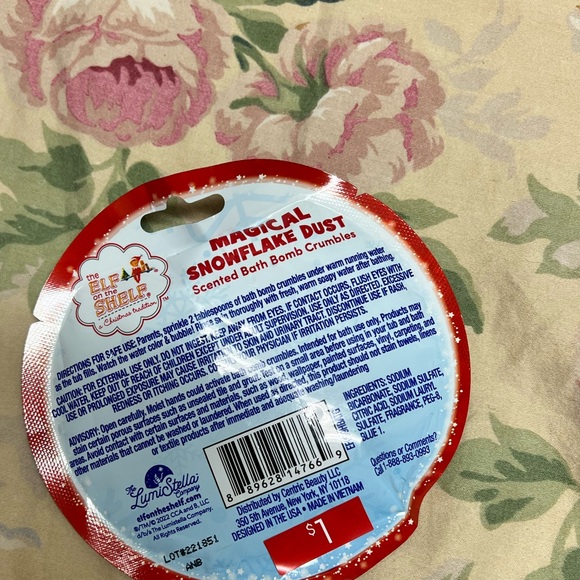 MAGICAL
SNOWFLAKE DUST
Scented Bath Bomb Crumbles
the
ELF
on the
SHELF
a Christmas tradition
DIRECTIONS FOR SAFE USE: Parents, sprinkle 2 tablespoons of bath bomb crumbles under warm running water
as the tub fills. Watch the water color & bubble! Rinse skin thoroughly with fresh, warm soapy water after bathing.
CAUTION: FOR EXTERNAL USE ONLY. DO NOT INGEST. KEEP AWAY FROM EYES. IF CONTACT OCCURS, FLUSH EYES WITH
COOL WATER. KEEP OUT OF REACH OF CHILDREN EXCEPT UNDER ADULT SUPERVISION. USE ONLY AS DIRECTED. EXCESSIVE
USE OR PROLONGED EXPOSURE MAY CAUSE IRRITATION TO SKIN AND URINARY TRACT. DISCONTINUE USE IF RASH,
REDNESS OR ITCHING OCCURS. CONSULT YOUR PHYSICIAN IF IRRITATION PERSISTS.
ADVISORY: Open carefully. Moist hands could activate bath bomb crumbles. Intended for bath use only. Products may
stain certain porous surfaces such as unsealed tile and grout. Test on a small area before using in your tub and bath
areas. Avoid contact with certain surfaces and materials, such as wood, wallpaper, painted surfaces, vinyl, carpeting, and
other materials that cannot be washed or laundered. When used as directed, this product should not stain towels, linens
or textile products after immediate and adequate washing/laundering
INGREDIENTS: SODIUM
BICARBONATE, SODIUM SULFATE,
CITRIC ACID, SODIUM LAURYL
SULFATE, FRAGRANCE, PEG-8,
BLUE 1.
Questions or Comments?
Call 1-888-893-0993
8 89628 14766 9
Distributed by Centric Beauty LLC
350 5th Avenue, New York, NY 10118
DESIGNED IN THE USA • MADE IN VIETNAM
$1
the
LumiStella
Company
elfontheshelf.com
®/™/©2022 CCA and B, LLC
d/b/a The Lumistella Company.
All Rights Reserved.
LOT#221851
ANB